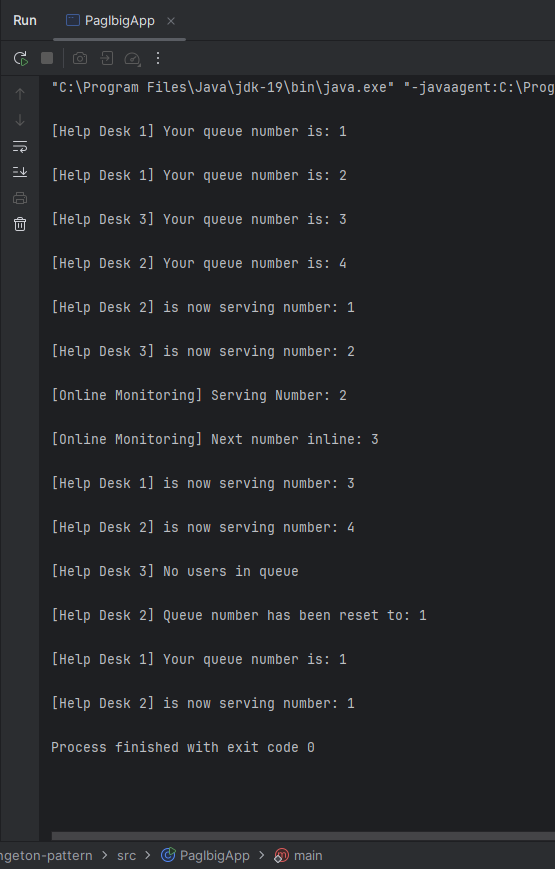 Run PagIbigApp
"C:\Program Files\Java\jdk-19\bin\java.exe" "-javaagent:C:\Prog
[Help Desk 1] Your queue number is: 1
[Help Desk 1] Your queue number is: 2
[Help Desk 3] Your queue number is: 3
[Help Desk 2] Your queue number is: 4
[Help Desk 2] is now serving number: 1
[Help Desk 3] is now serving number: 2
[Online Monitoring] Serving Number: 2
[Online Monitoring] Next number inline: 3
[Help Desk 1] is now serving number: 3
[Help Desk 2] is now serving number: 4
[Help Desk 3] No users in queue
[Help Desk 2] Queue number has been reset to: 1
[Help Desk 1] Your queue number is: 1
[Help Desk 2] is now serving number: 1
Process finished with exit code 0
ngeton-pattern > src > PagIbigApp > main